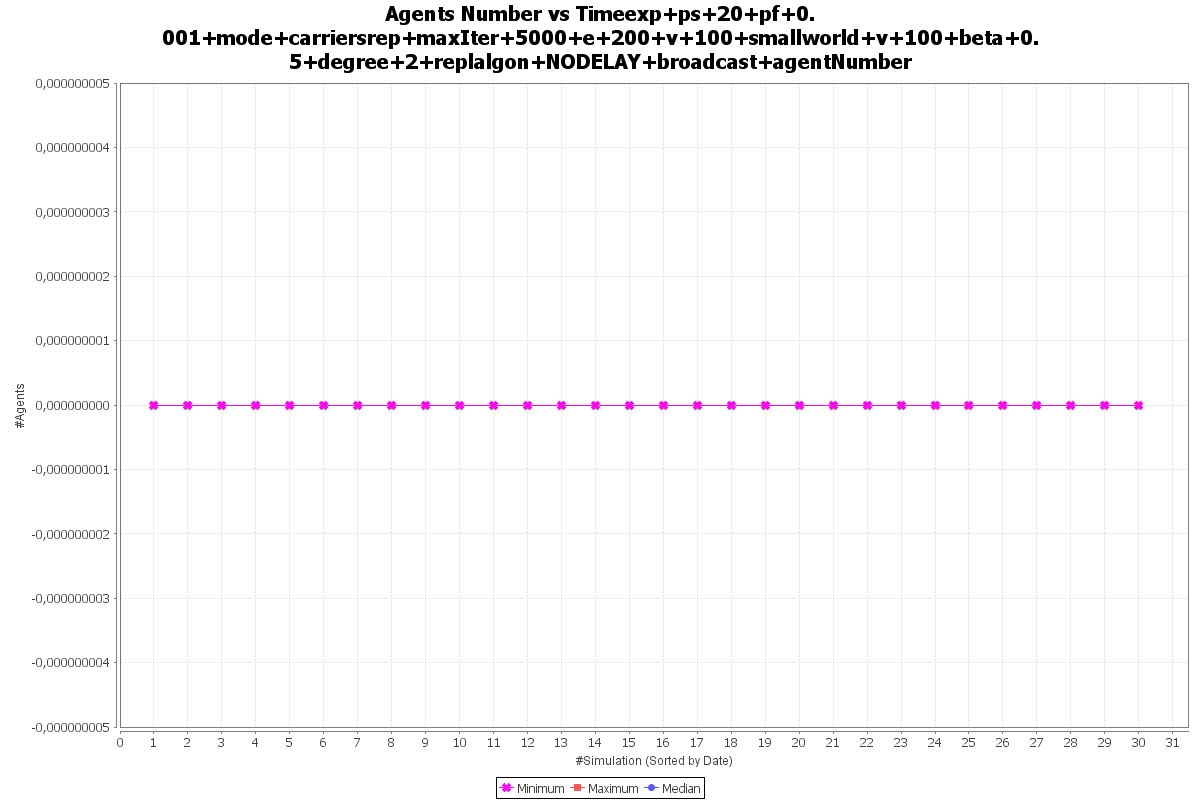 Agents Number vs Timeexp+ps+20+pf+0.
001+mode+carriersrep+maxIter+5000+e+200+v+100+smallworld+v+100+beta+0.
5+degree+2+replalgon+NODELAY+broadcast+agentNumber
0,000000005
0,000000004
0,000000003
0,000000002
0,000000001
0,000000000
-0,000000001
-0,000000002
-0,000000003
-0,000000004
-0,000000005
#Agents
0 1 2 3 4 5 6 7 8 9 10 11 12 13 14 15 16 17 18 19 20 21 22 23 24 25 26 27 28 29 30 31
#Simulation (Sorted by Date)
Minimum Maximum Median